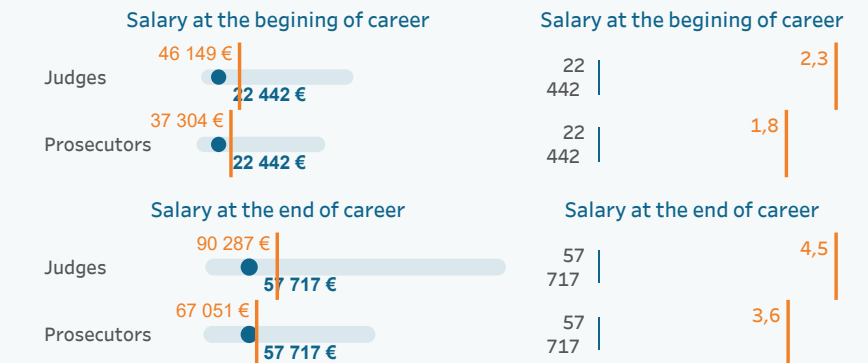 Salary at the begining of career
46 149 €
Judges
22 442 €
37 304 €
Prosecutors
22 442 €
Salary at the end of career
90 287 €
Judges
57 717 €
67 051 €
Prosecutors
57 717 €
Salary at the begining of career
2,3
22
442
1,8
22
442
Salary at the end of career
4,5
57
717
3,6
57
717